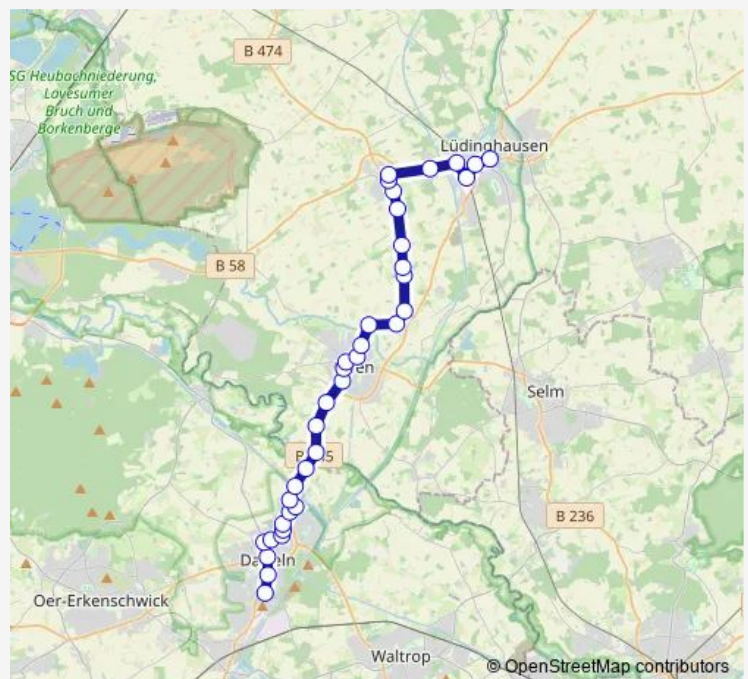 B 474
SG Heubachniederung,
Lavesumer
Bruch und
Borkenberge
Lüdinghausen
B 58
Selm
B 236
Oer-Erkenschwick
Waltrop
© OpenStreetMap contributors